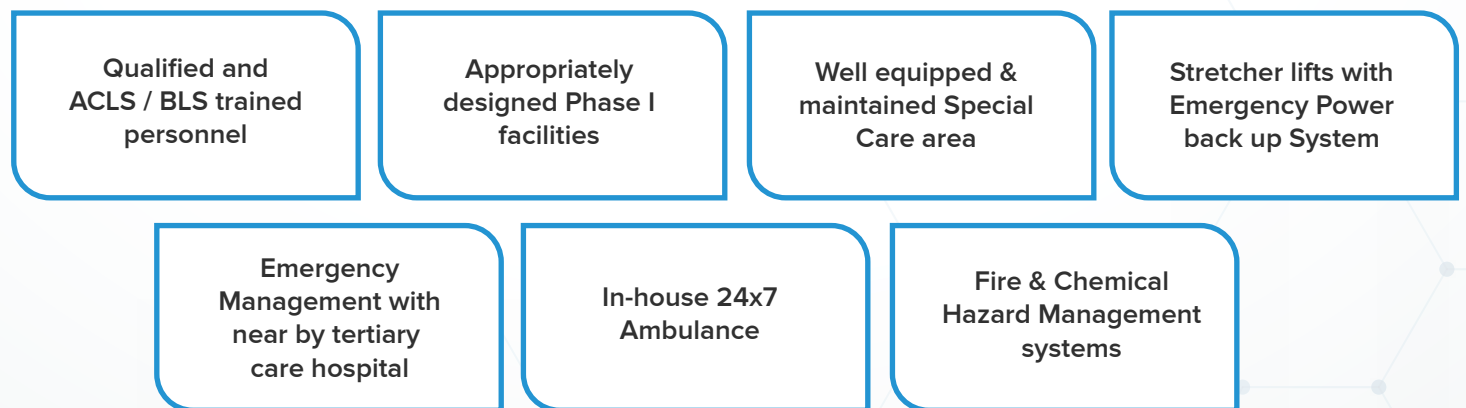 Qualified and
ACLS / BLS trained
personnel
Appropriately
designed Phase I
facilities
Well equipped &
maintained Special
Care area
Stretcher lifts with
Emergency Power
back up System
Emergency
Management with
near by tertiary
care hospital
In-house 24x7
Ambulance
Fire & Chemical
Hazard Management
systems